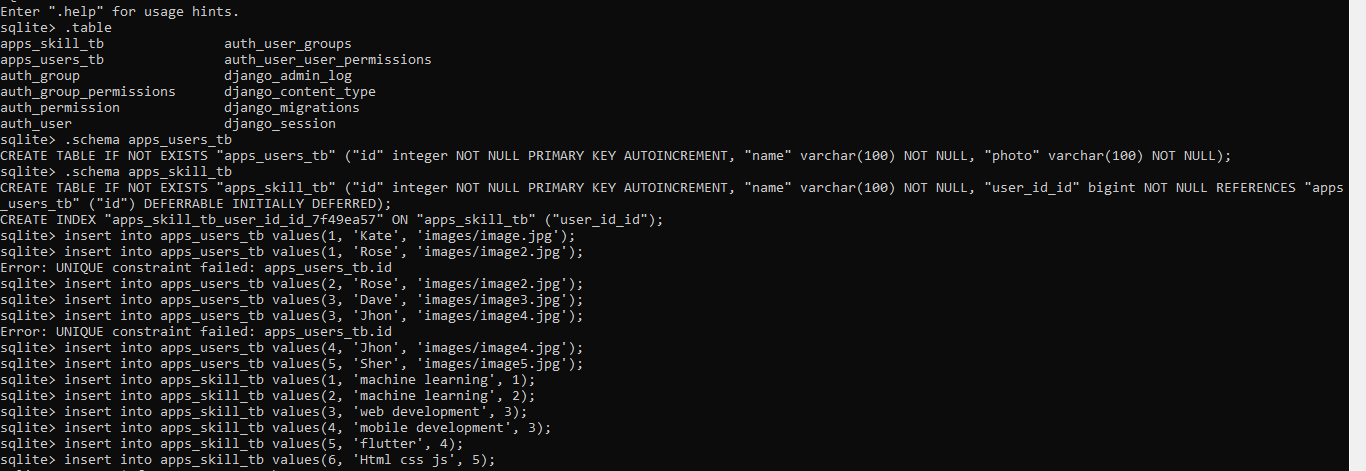 Enter ".help" for usage hints.
sqlite> .table
apps_skill_tb               auth_user_groups
apps_users_tb               auth_user_user_permissions
auth_group                  django_admin_log
auth_group_permissions      django_content_type
auth_permission             django_migrations
auth_user                   django_session
sqlite> .schema apps_users_tb
CREATE TABLE IF NOT EXISTS "apps_users_tb" ("id" integer NOT NULL PRIMARY KEY AUTOINCREMENT, "name" varchar(100) NOT NULL, "photo" varchar(100) NOT NULL);
sqlite> .schema apps_skill_tb
CREATE TABLE IF NOT EXISTS "apps_skill_tb" ("id" integer NOT NULL PRIMARY KEY AUTOINCREMENT, "name" varchar(100) NOT NULL, "user_id_id" bigint NOT NULL REFERENCES "apps
_users_tb" ("id") DEFERRABLE INITIALLY DEFERRED);
CREATE INDEX "apps_skill_tb_user_id_id_7f49ea57" ON "apps_skill_tb" ("user_id_id");
sqlite> insert into apps_users_tb values(1, 'Kate', 'images/image.jpg');
sqlite> insert into apps_users_tb values(1, 'Rose', 'images/image2.jpg');
Error: UNIQUE constraint failed: apps_users_tb.id
sqlite> insert into apps_users_tb values(2, 'Rose', 'images/image2.jpg');
sqlite> insert into apps_users_tb values(3, 'Dave', 'images/image3.jpg');
sqlite> insert into apps_users_tb values(3, 'Jhon', 'images/image4.jpg');
Error: UNIQUE constraint failed: apps_users_tb.id
sqlite> insert into apps_users_tb values(4, 'Jhon', 'images/image4.jpg');
sqlite> insert into apps_users_tb values(5, 'Sher', 'images/image5.jpg');
sqlite> insert into apps_skill_tb values(1, 'machine learning', 1);
sqlite> insert into apps_skill_tb values(2, 'machine learning', 2);
sqlite> insert into apps_skill_tb values(3, 'web development', 3);
sqlite> insert into apps_skill_tb values(4, 'mobile development', 3);
sqlite> insert into apps_skill_tb values(5, 'flutter', 4);
sqlite> insert into apps_skill_tb values(6, 'Html css js', 5);